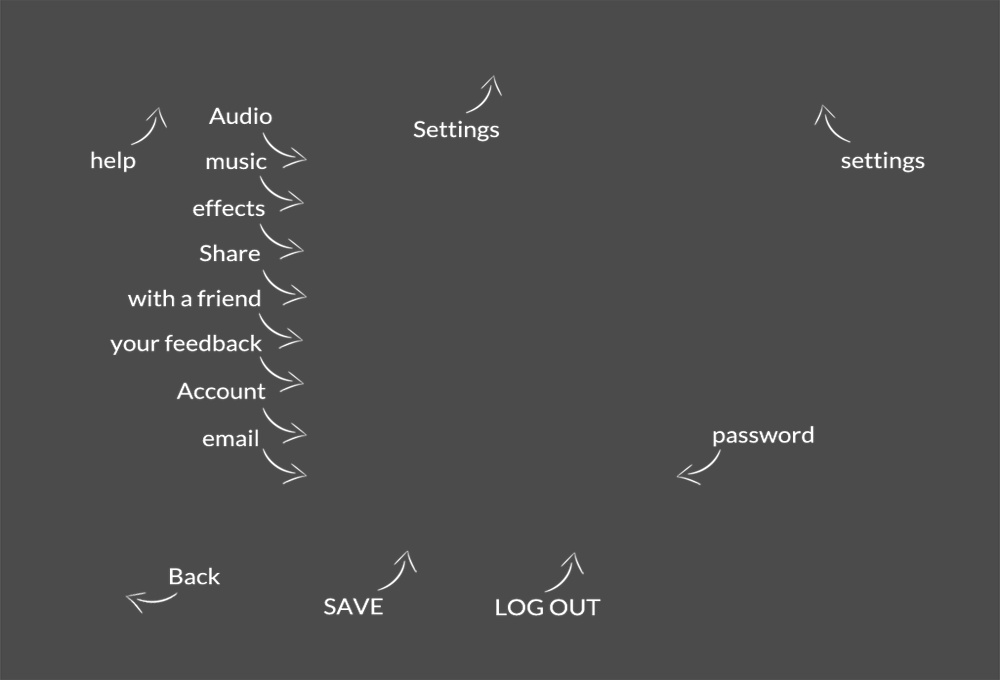 Audio
Settings
help
music
settings
effects
Share
with a friend
your feedback
Account
email
password
Back
SAVE
LOG OUT